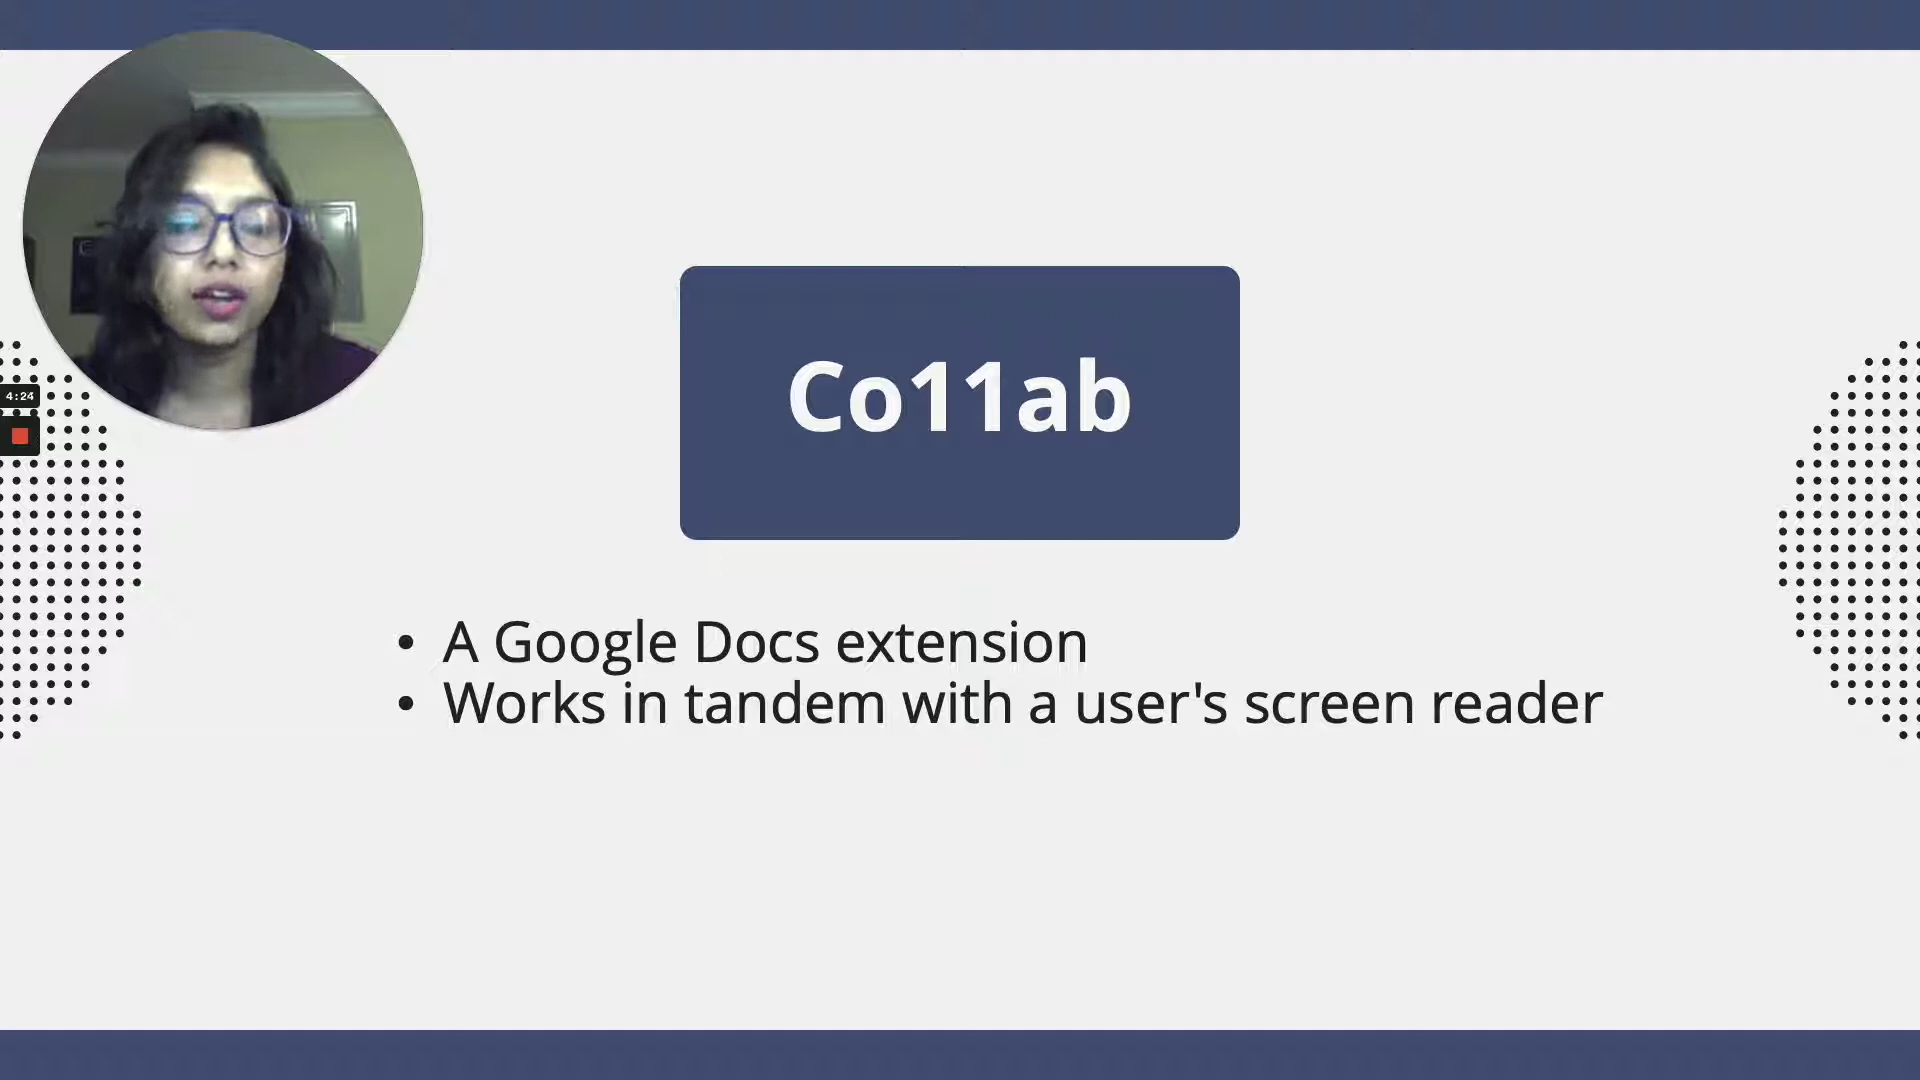 4:24
Co11ab
• A Google Docs extension
• Works in tandem with a user's screen reader